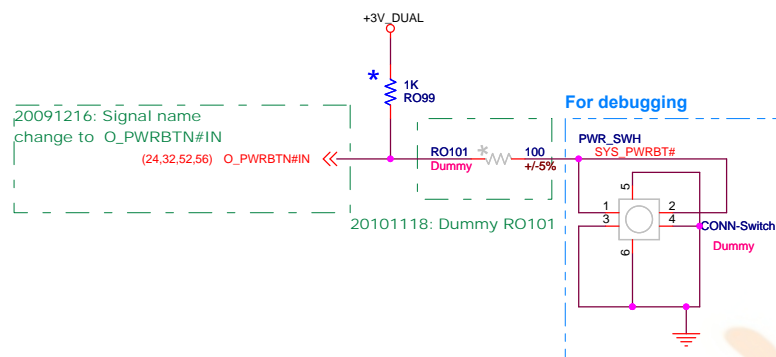 +3V_DUAL
*
1K
RO99
For debugging
20091216: Signal name
change to O_PWRBTN#IN
(24,32,52,56) O_PWRBTN#IN
RO101
*
100
Dummy
+/-5%
PWR_SWH
SYS_PWRBT#
5
1
2
3
4
CONN-Switch
20101118: Dummy RO101
6
Dummy